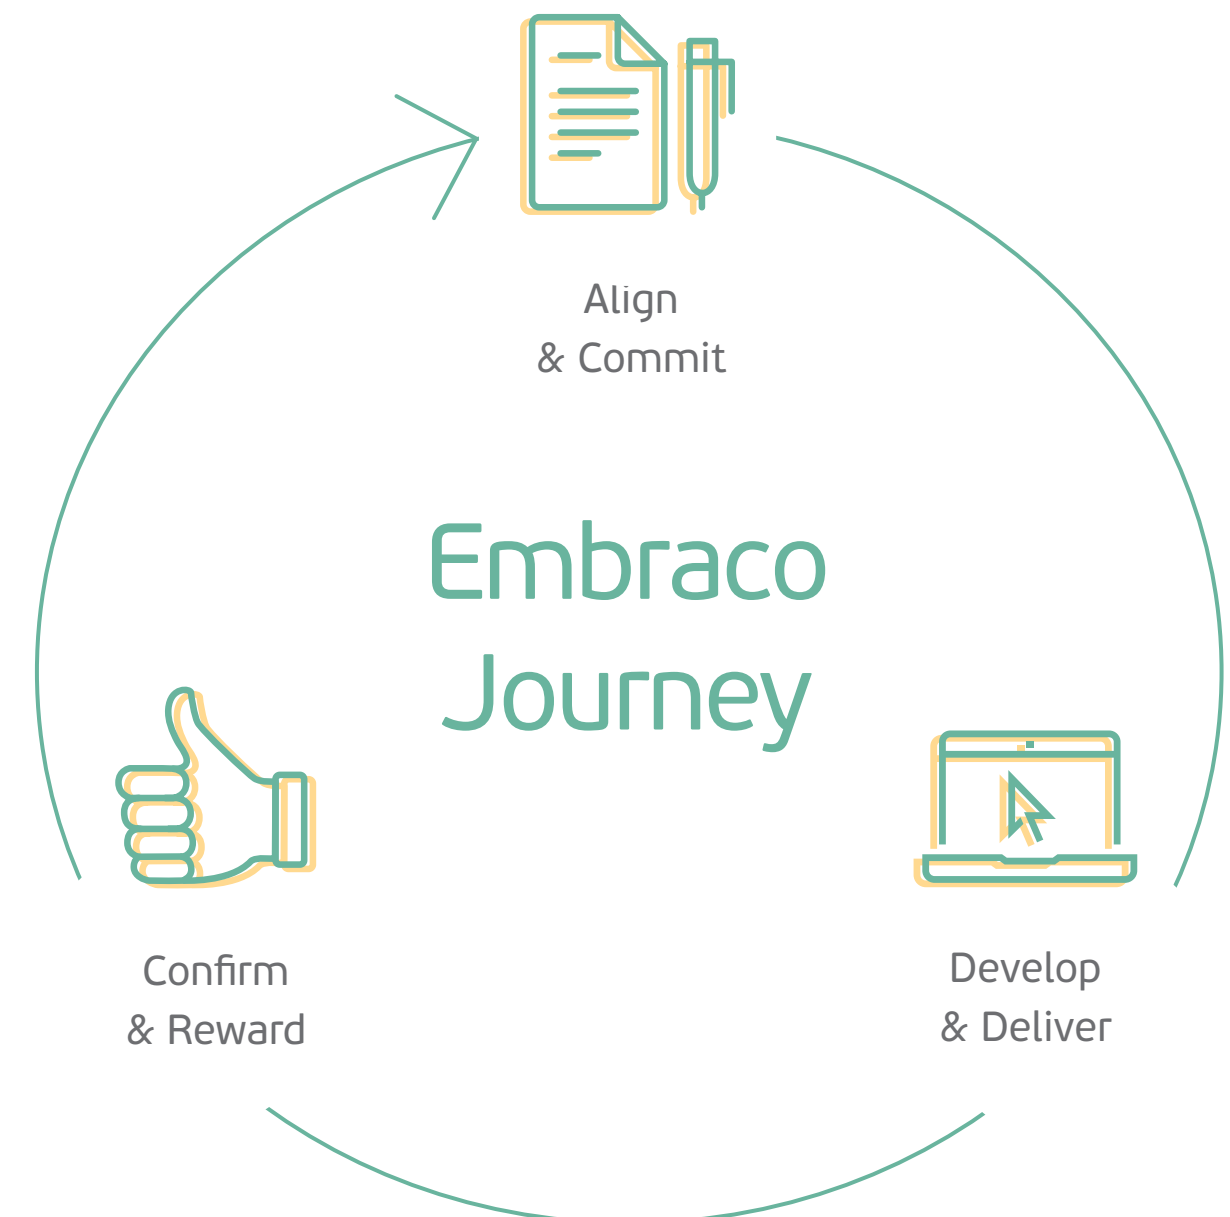 Align
& Commit
Embraco
Journey
Confirm
& Reward
Develop
& Deliver